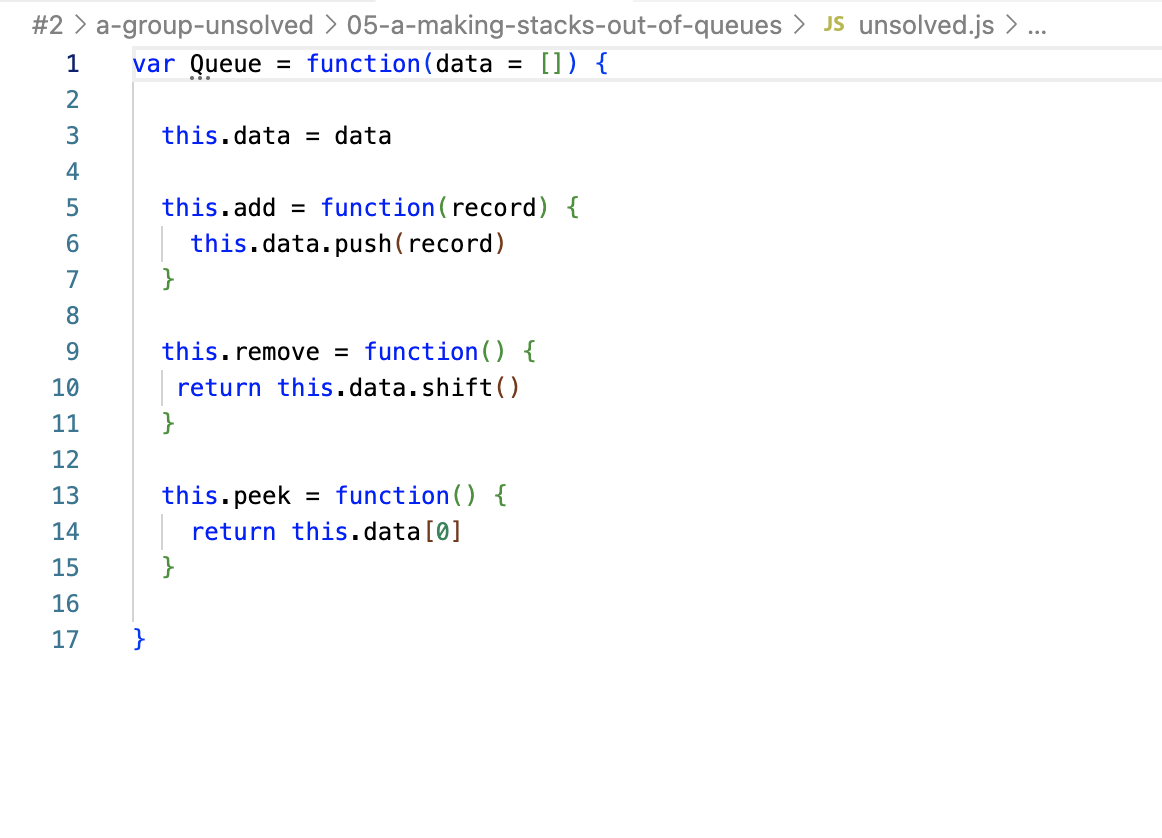 #2 > a-group-unsolved > 05-a-making-stacks-out-of-queues > JS unsolved.js > ...
1 var Queue = function(data = []) {
2
3 this.data = data
4
5 this.add = function(record) {
6 this.data.push(record)
7 }
8
9 this.remove = function() {
10 return this.data.shift()
11 }
12
13 this.peek = function() {
14 return this.data[0]
15 }
16
17 }